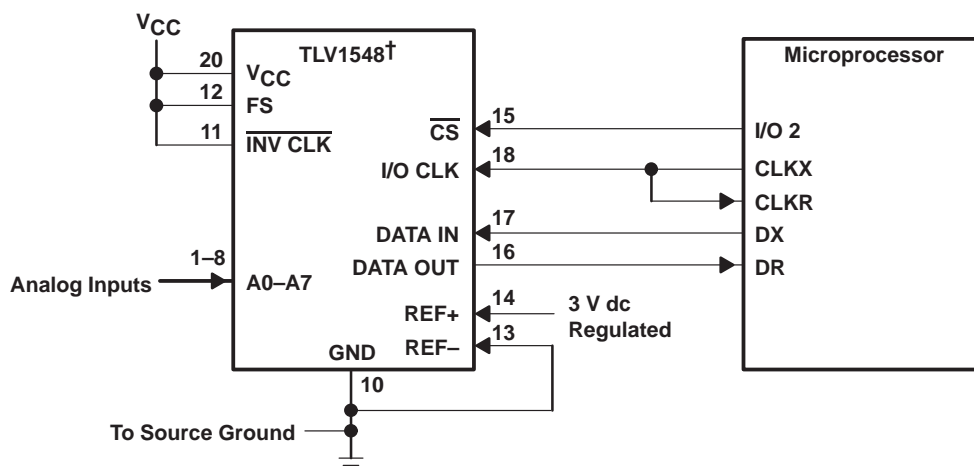 VCC
TLV1548†
Microprocessor
20
VCC
12
FS
11
INV CLK
CS
15
I/O 2
I/O CLK
18
CLKX
CLKR
DATA IN
17
DX
DATA OUT
16
DR
1–8
Analog Inputs
A0–A7
REF+
14
3 V dc
Regulated
REF–
13
GND
10
To Source Ground